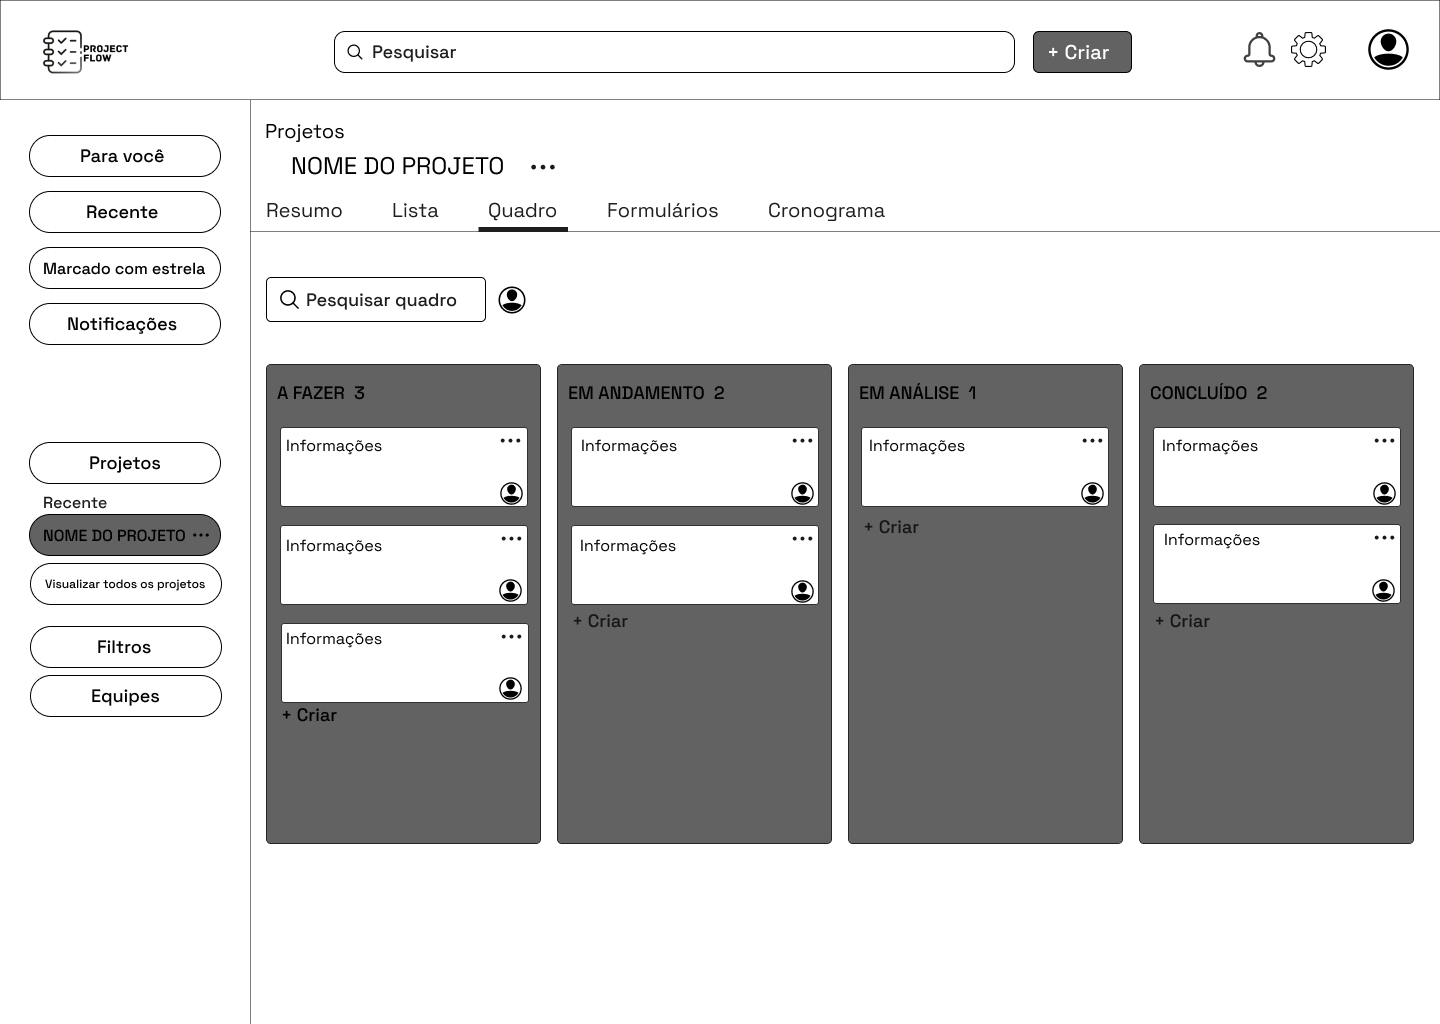 PROJECT
FLOW
Pesquisar
+ Criar
Para você
Recente
Marcado com estrela
Notificações
Projetos
Recente
NOME DO PROJETO
Visualizar todos os projetos
Filtros
Equipes
Projetos
NOME DO PROJETO
Resumo Lista Quadro Formulários Cronograma
Pesquisar quadro
A FAZER 3
Informações
Informações
Informações
+ Criar
EM ANDAMENTO 2
Informações
Informações
+ Criar
EM ANÁLISE 1
Informações
+ Criar
CONCLUÍDO 2
Informações
Informações
+ Criar